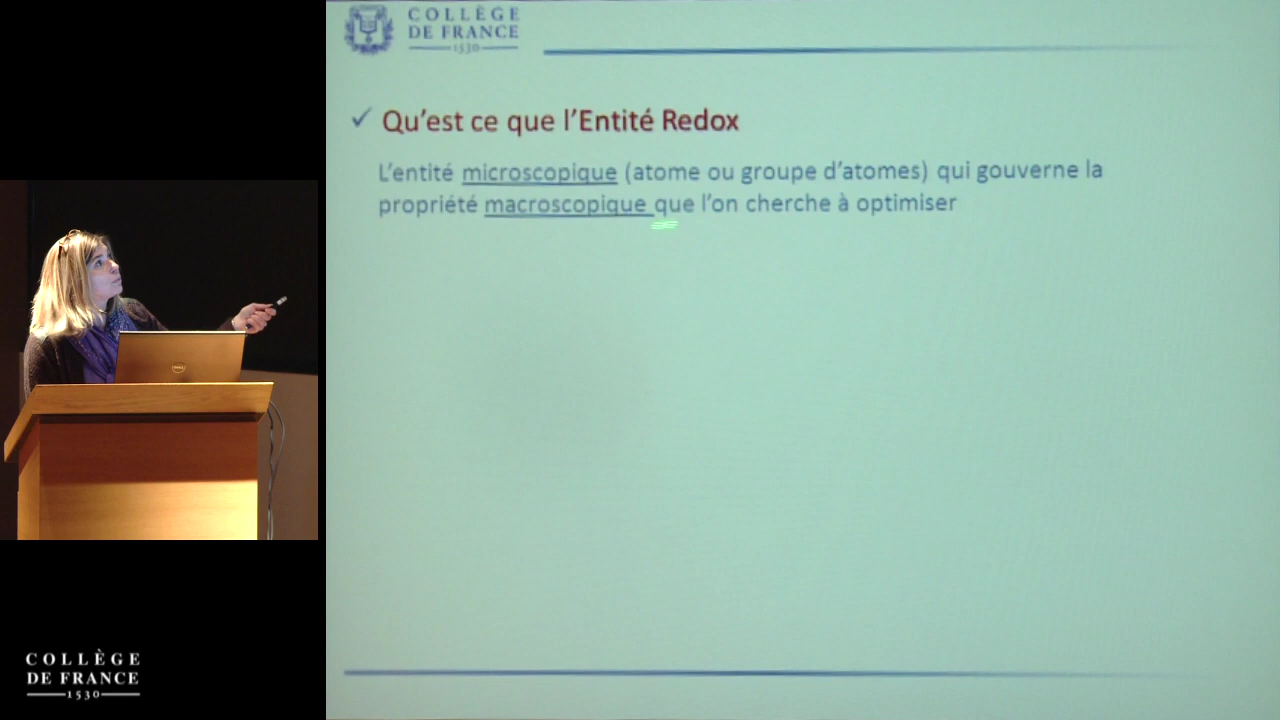 COLLÈGE
DE FRANCE
1530
✓ Qu'est ce que l'Entité Redox
L'entité microscopique (atome ou groupe d'atomes) qui gouverne la
propriété macroscopique que l'on cherche à optimiser
DELL
COLLÈGE
DE FRANCE
1530